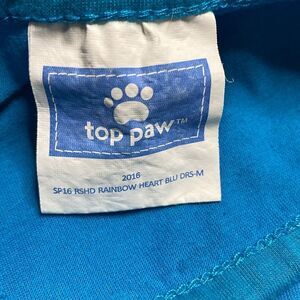 top paw™
2016
SP16 RSHD RAINBOW HEART BLU DRS-M